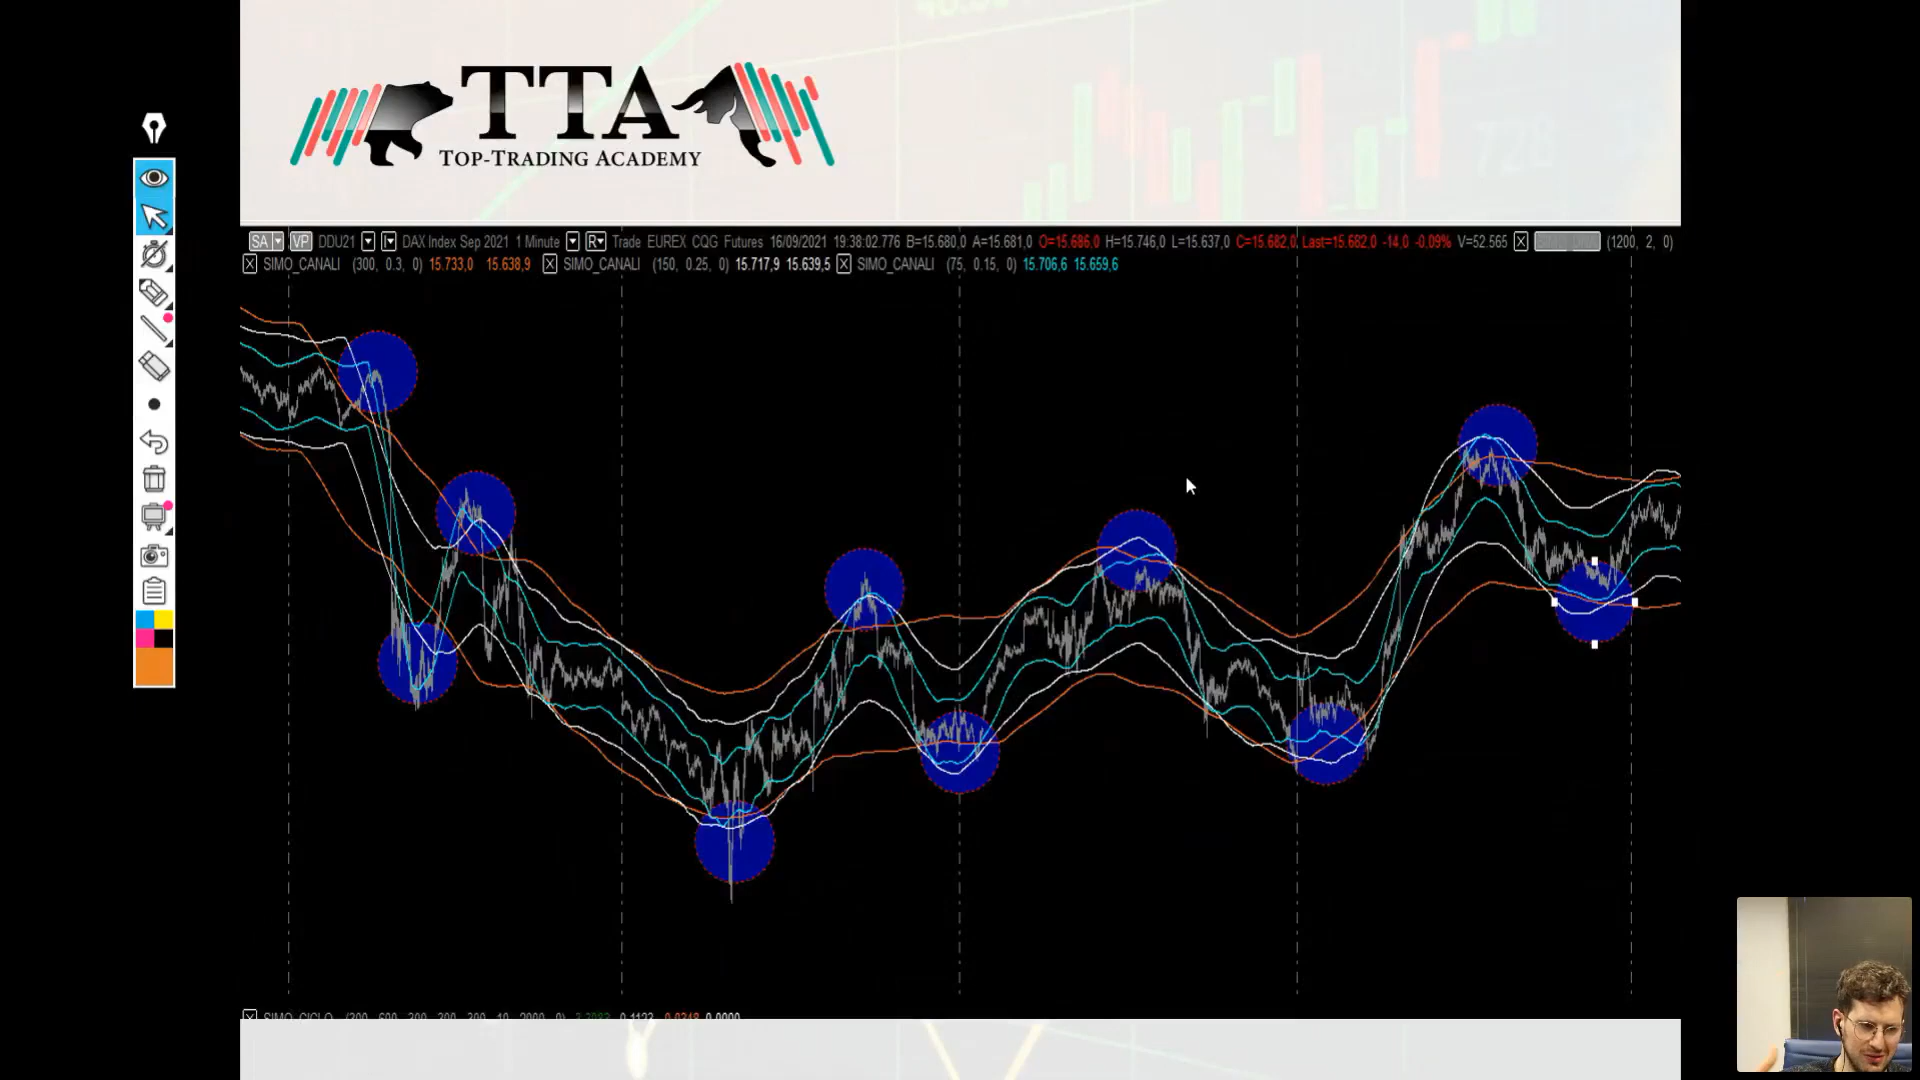 TTA
TOP-TRADING ACADEMY
728
SA VP DDU21 DAX Index Sep 2021 1 Minute R Trade EUREX CQG Futures 16/09/2021 19:38:02.776 B=15.680,0 A=15.681,0 O=15.686,0 H=15.746,0 L=15.637,0 C=15.682,0 Last=15.682,0 -14,0 -0,09% V=52.565 (1200, 2, 0)
SIMO_CANALI (300, 0.3, 0) 15.733,0 15.638,9 SIMO_CANALI (150, 0.25, 0) 15.717,9 15.639,5 SIMO_CANALI (75, 0.15, 0) 15.706,6 15.659,6